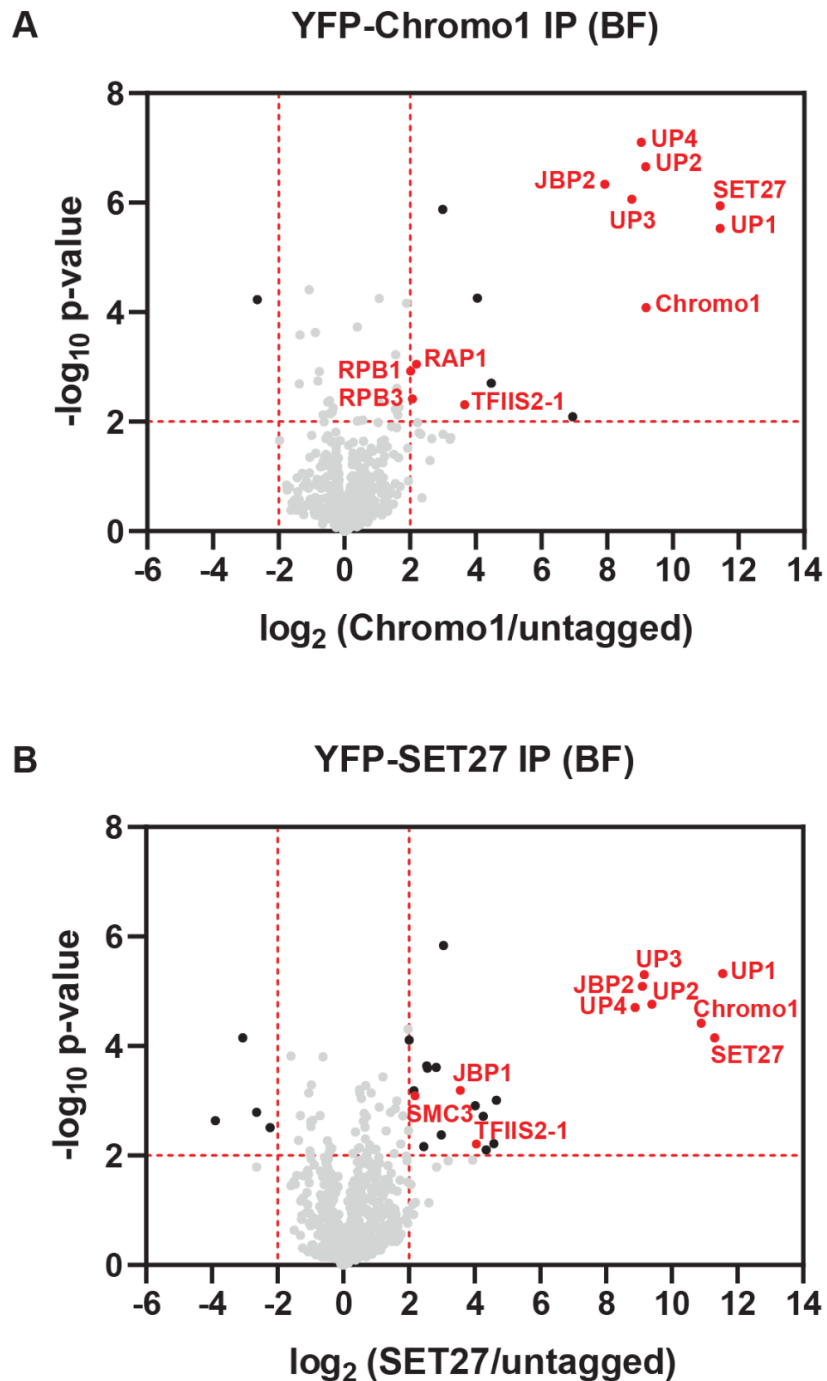 A
YFP-Chromo1 IP (BF)
8
UP4
UP2
JBP2
SET27
6
UP3
UP1
-log10 p-value
4
Chromo1
RPB1
RAP1
RPB3
TFIIS2-1
2
0
-6 -4 -2 0 2 4 6 8 10 12 14
log2 (Chromo1/untagged)
B
YFP-SET27 IP (BF)
8
6
UP3
UP1
JBP2
UP2
UP4
Chromo1
-log10 p-value
4
SET27
JBP1
SMC3
TFIIS2-1
2
0
-6 -4 -2 0 2 4 6 8 10 12 14
log2 (SET27/untagged)